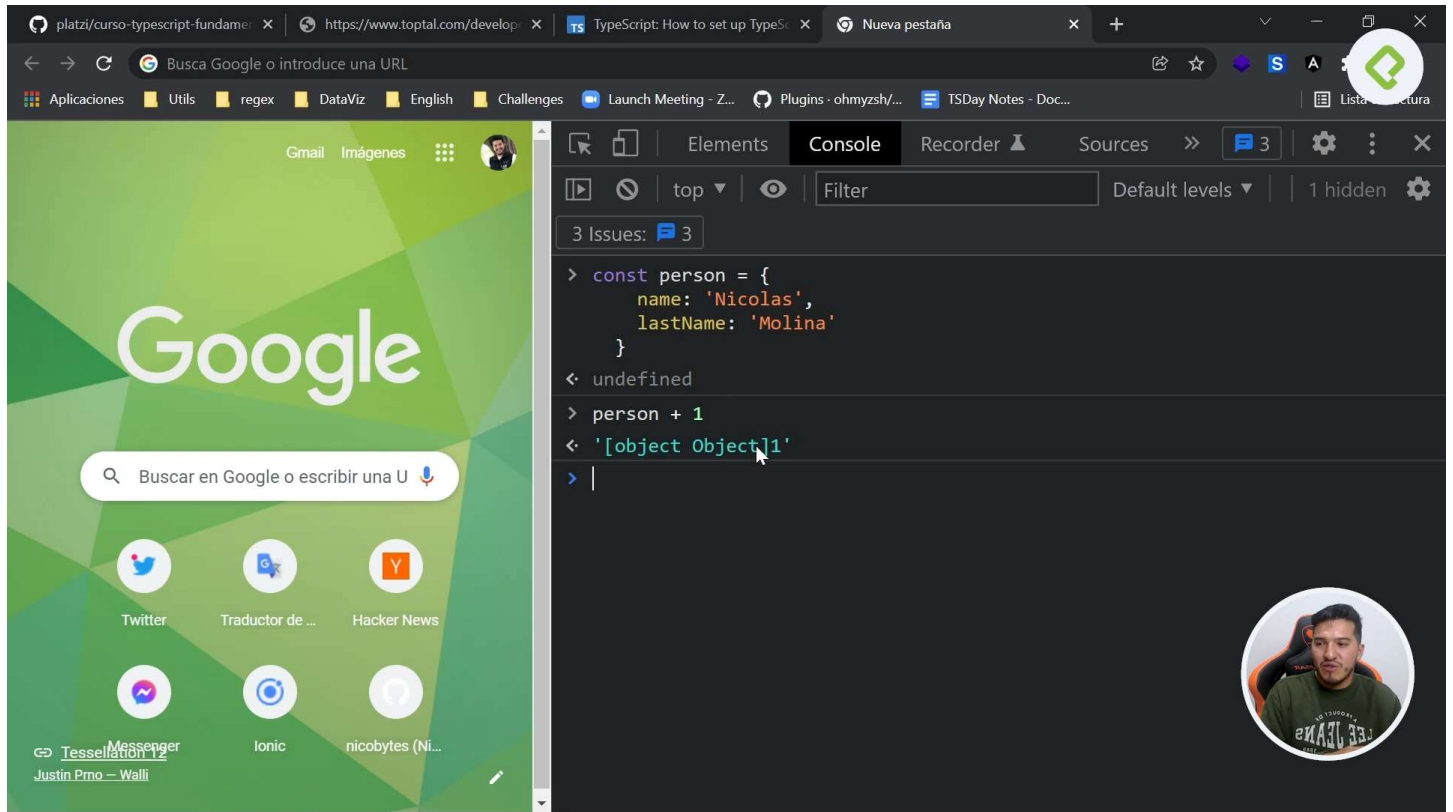 platzi/curso-typescript-fundame
https://www.toptal.com/develop
TS TypeScript: How to set up TypeSc
Nueva pestaña
Busca Google o introduce una URL
S A
Aplicaciones Utils regex DataViz English Challenges Launch Meeting - Z... Plugins · ohmyzsh/... TSDay Notes - Doc...
Gmail Imágenes
Google
Buscar en Google o escribir una U
Twitter Traductor de ... Y Hacker News
Messenger Ionic nicobytes (Ni...
Tessellation 12
Justin Prno — Walli
Elements Console Recorder Sources » 3
top Filter Default levels 1 hidden
3 Issues: 3
> const person = {
name: 'Nicolas',
lastName: 'Molina'
}
undefined
> person + 1
'[object Object]1'
>
LEE JEANS